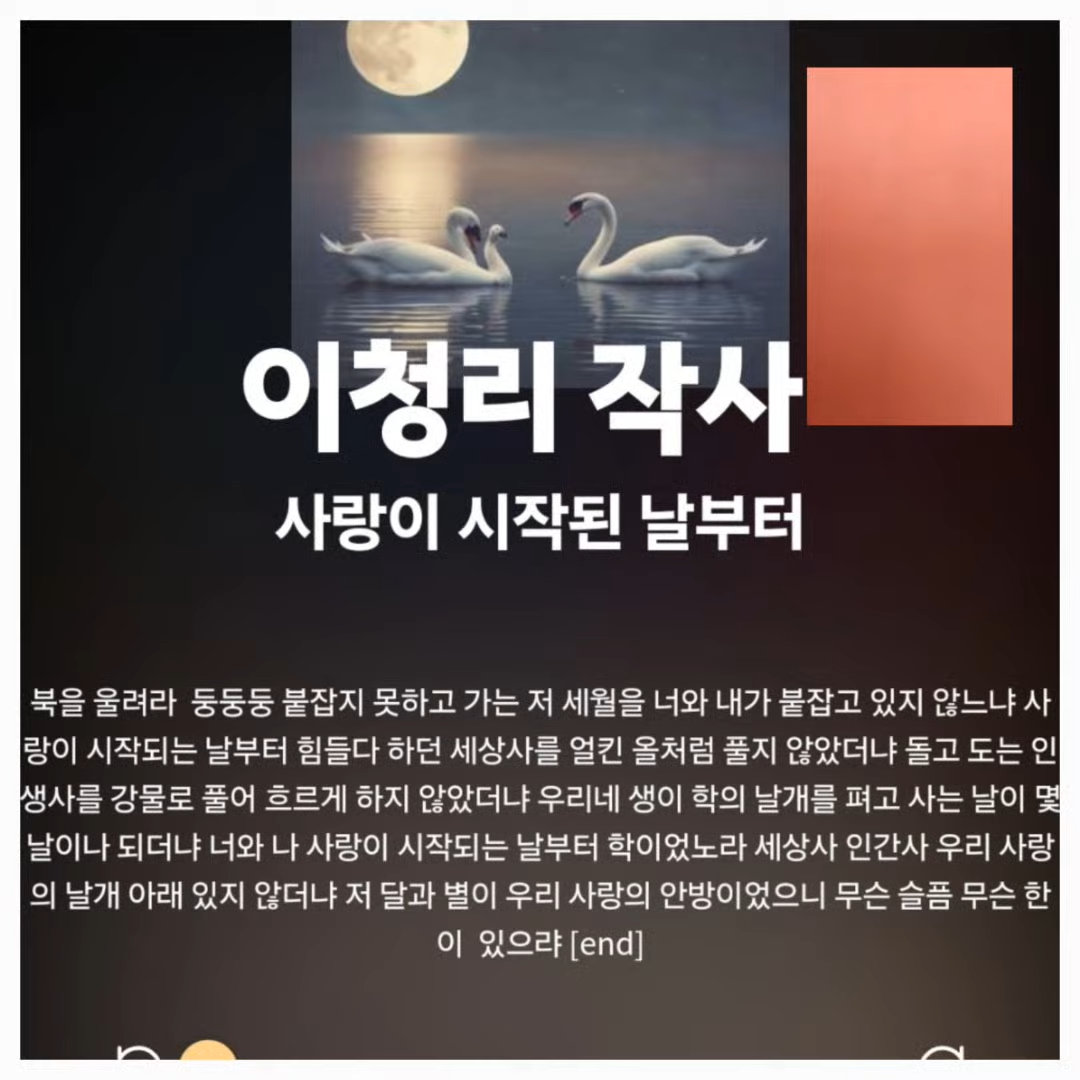 이청리 작사
사랑이 시작된 날부터
북을 울려라 둥둥둥 붙잡지 못하고 가는 저 세월을 너와 내가 붙잡고 있지 않느냐 사
랑이 시작되는 날부터 힘들다 하던 세상사를 얼킨 올처럼 풀지 않았더냐 돌고 도는 인
생사를 강물로 풀어 흐르게 하지 않았더냐 우리네 생이 학의 날개를 펴고 사는 날이 몇
날이나 되더냐 너와 나 사랑이 시작되는 날부터 학이었노라 세상사 인간사 우리 사랑
의 날개 아래 있지 않더냐 저 달과 별이 우리 사랑의 안방이었으니 무슨 슬픔 무슨 한
이 있으랴 [end]